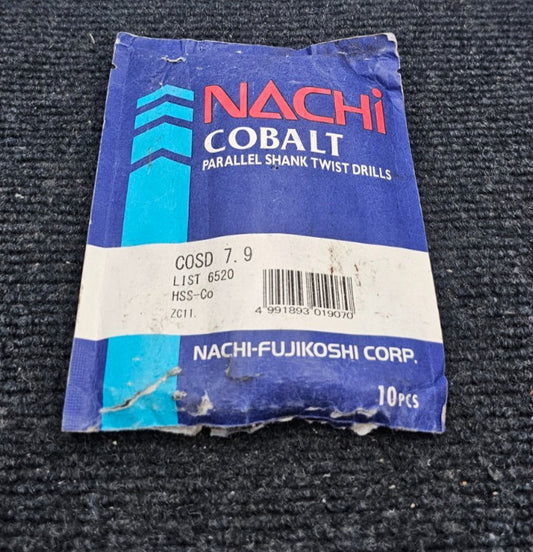 NACHi
COBALT
PARALLEL SHANK TWIST DRILLS
COSD 7.9
LIST 6520
HSS-Co
ZC11.
4 991893 019070
NACHI-FUJIKOSHI CORP.
10PCS